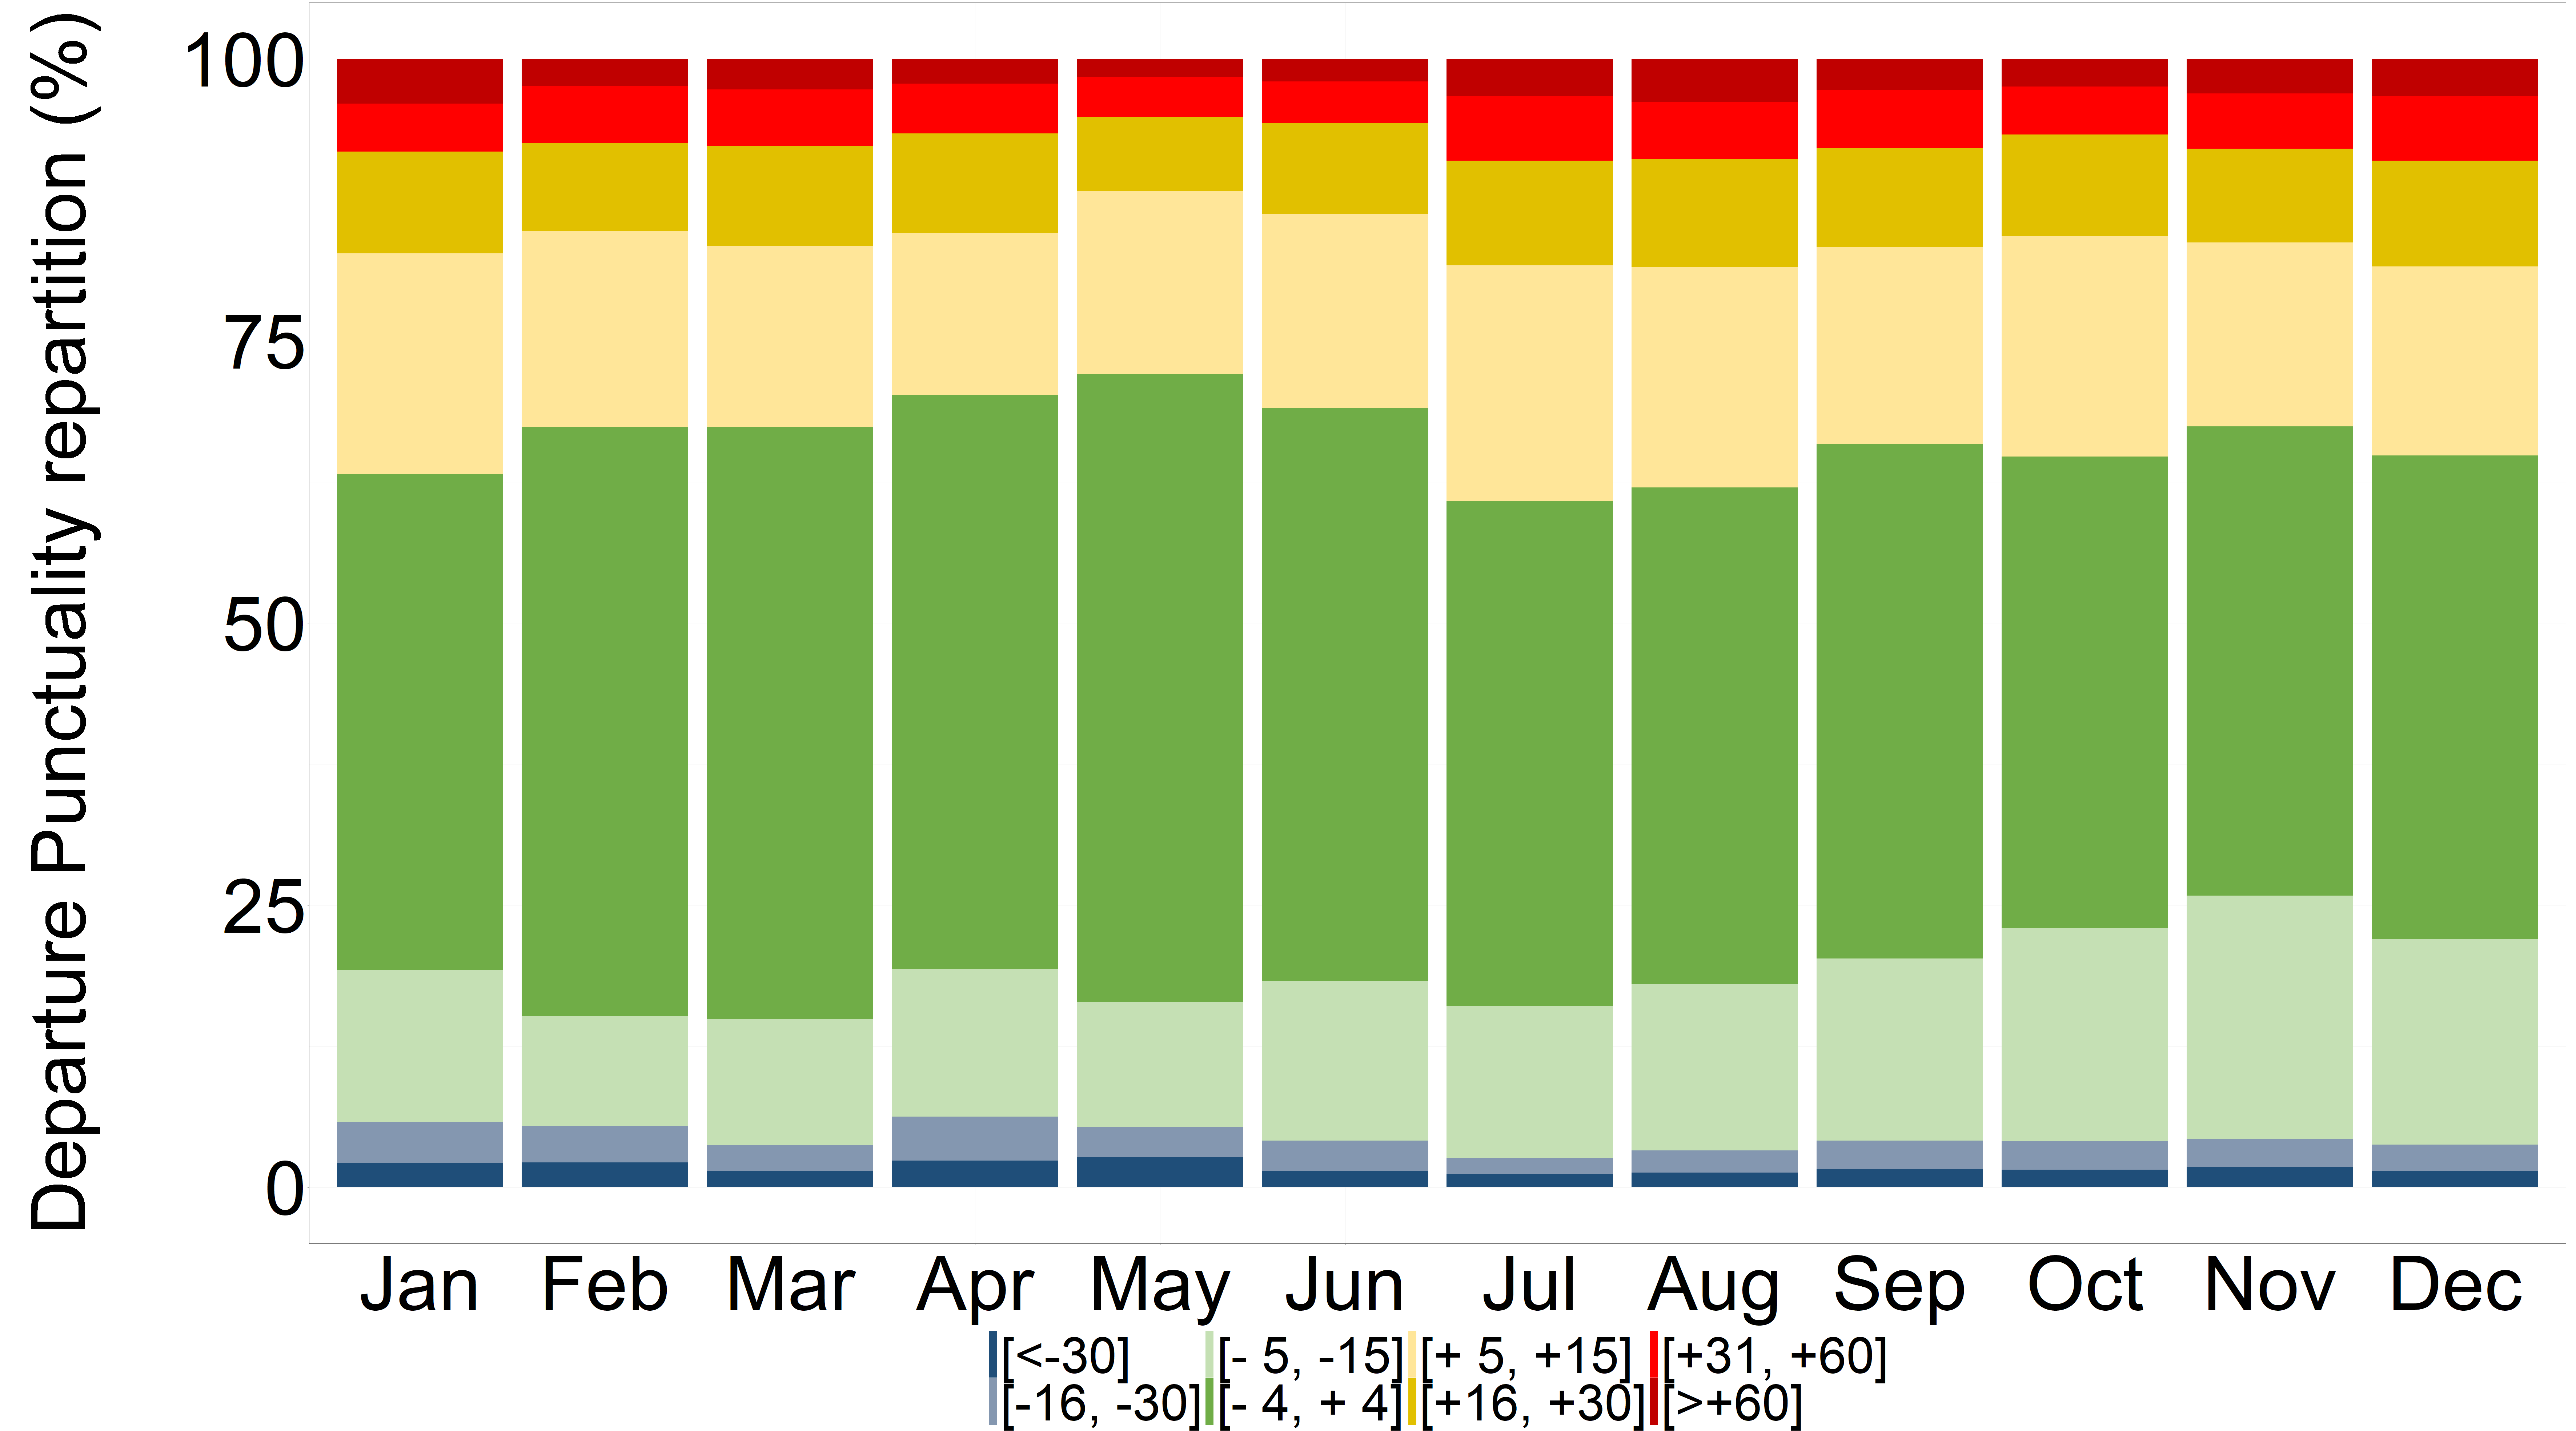 Departure Punctuality repartition (%)
100
75
50
25
0
Jan Feb Mar Apr May Jun Jul Aug Sep Oct Nov Dec
[<-30] [- 5, -15] [+ 5, +15] [+31, +60]
[-16, -30] [- 4, + 4] [+16, +30] [>+60]